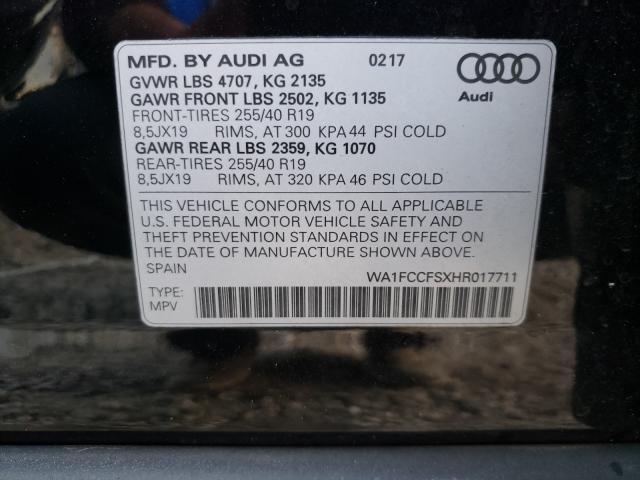 MFD. BY AUDI AG 0217
GVWR LBS 4707, KG 2135
GAWR FRONT LBS 2502, KG 1135
Audi
FRONT-TIRES 255/40 R19
8,5JX19 RIMS, AT 300 KPA 44 PSI COLD
GAWR REAR LBS 2359, KG 1070
REAR-TIRES 255/40 R19
8,5JX19 RIMS, AT 320 KPA 46 PSI COLD
THIS VEHICLE CONFORMS TO ALL APPLICABLE
U.S. FEDERAL MOTOR VEHICLE SAFETY AND
THEFT PREVENTION STANDARDS IN EFFECT ON
THE DATE OF MANUFACTURE SHOWN ABOVE.
SPAIN WA1FCCFSXHR017711
TYPE:
MPV